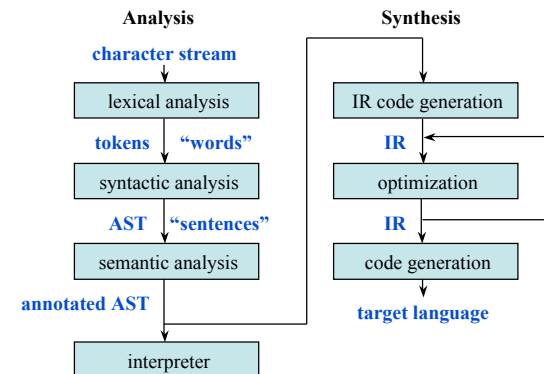 Analysis
character stream
lexical analysis
tokens “words”
syntactic analysis
AST “sentences”
semantic analysis
annotated AST
interpreter
Synthesis
IR code generation
IR
optimization
IR
code generation
target language